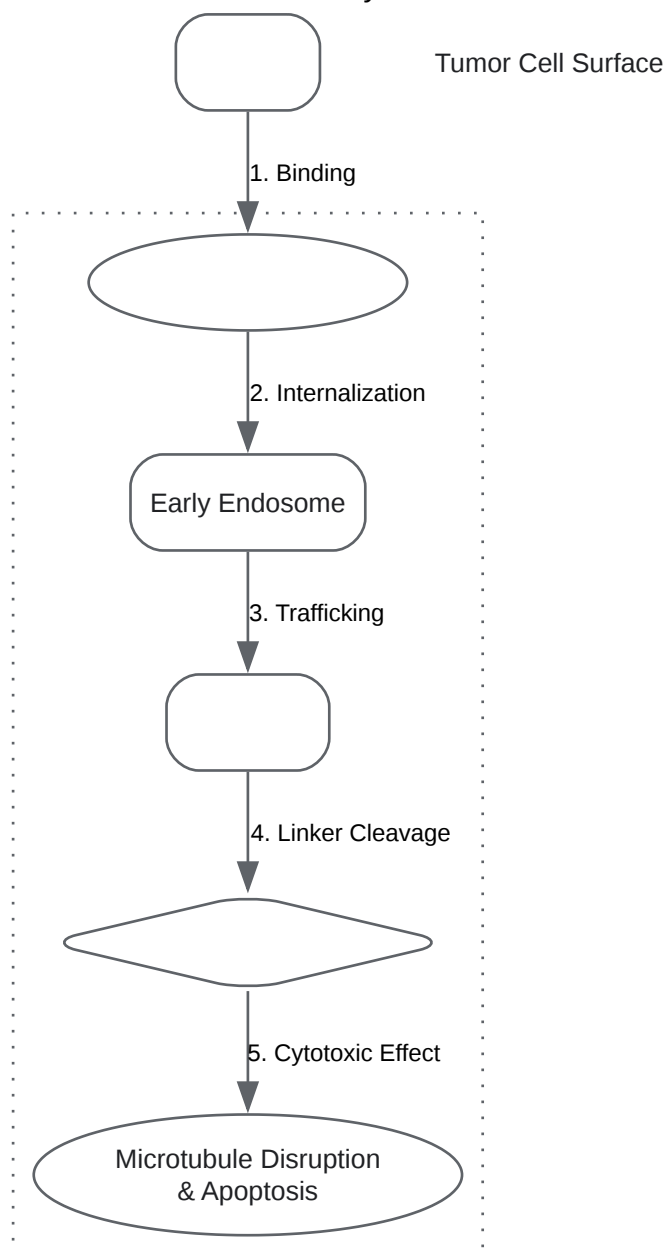 Tumor Cell Surface
1. Binding
2. Internalization
Early Endosome
3. Trafficking
4. Linker Cleavage
5. Cytotoxic Effect
Microtubule Disruption
& Apoptosis